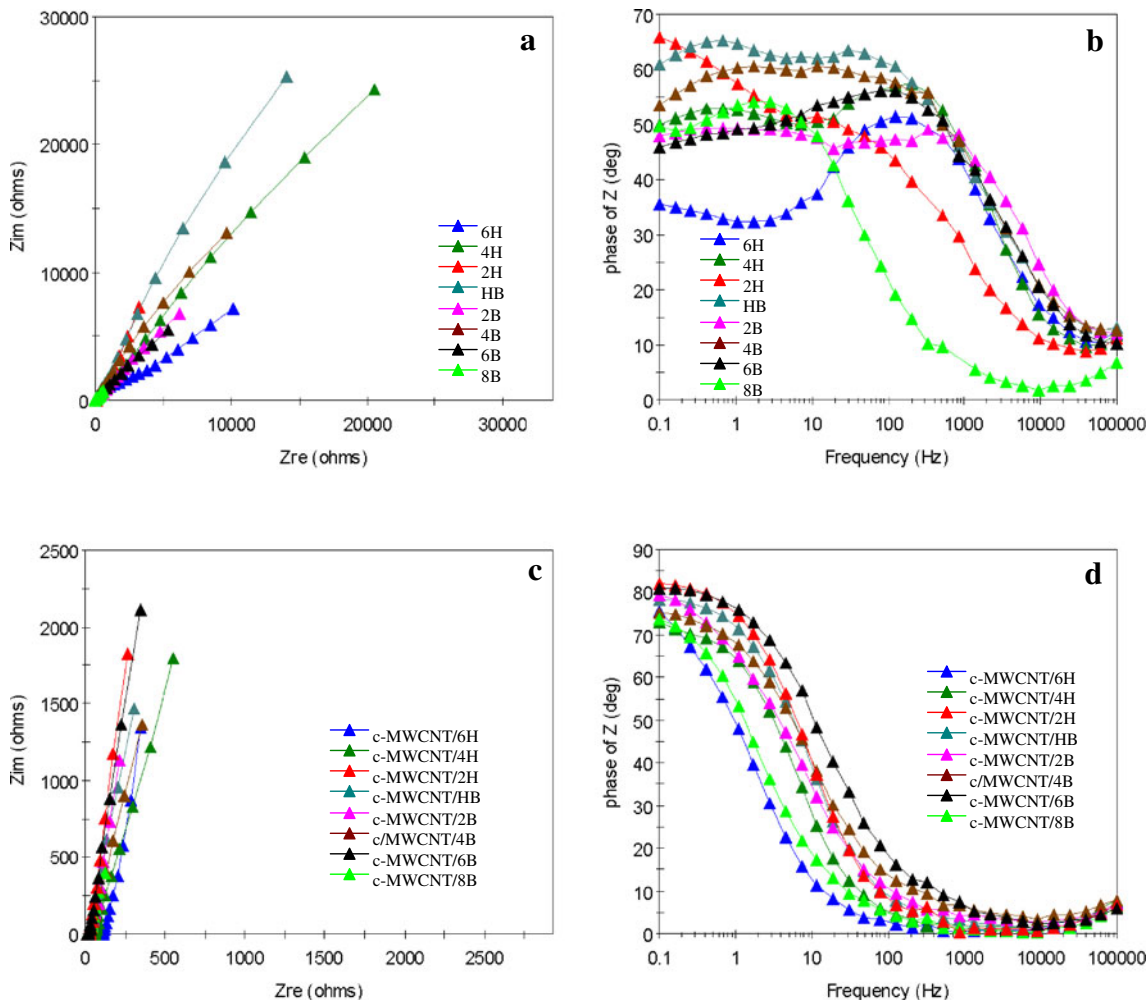 a
30000
20000
10000
0
Zim (ohms)
0 10000 20000 30000
Zre (ohms)
6H
4H
2H
HB
2B
4B
6B
8B
b
70
60
50
40
30
20
10
0
phase of Z (deg)
0.1 1 10 100 1000 10000 100000
Frequency (Hz)
6H
4H
2H
HB
2B
4B
6B
8B
c
2500
2000
1500
1000
500
0
Zim (ohms)
0 500 1000 1500 2000 2500
Zre (ohms)
c-MWCNT/6H
c-MWCNT/4H
c-MWCNT/2H
c-MWCNT/HB
c-MWCNT/2B
c/MWCNT/4B
c-MWCNT/6B
c-MWCNT/8B
d
90
80
70
60
50
40
30
20
10
0
phase of Z (deg)
0.1 1 10 100 1000 10000 100000
Frequency (Hz)
c-MWCNT/6H
c-MWCNT/4H
c-MWCNT/2H
c-MWCNT/HB
c-MWCNT/2B
c/MWCNT/4B
c-MWCNT/6B
c-MWCNT/8B